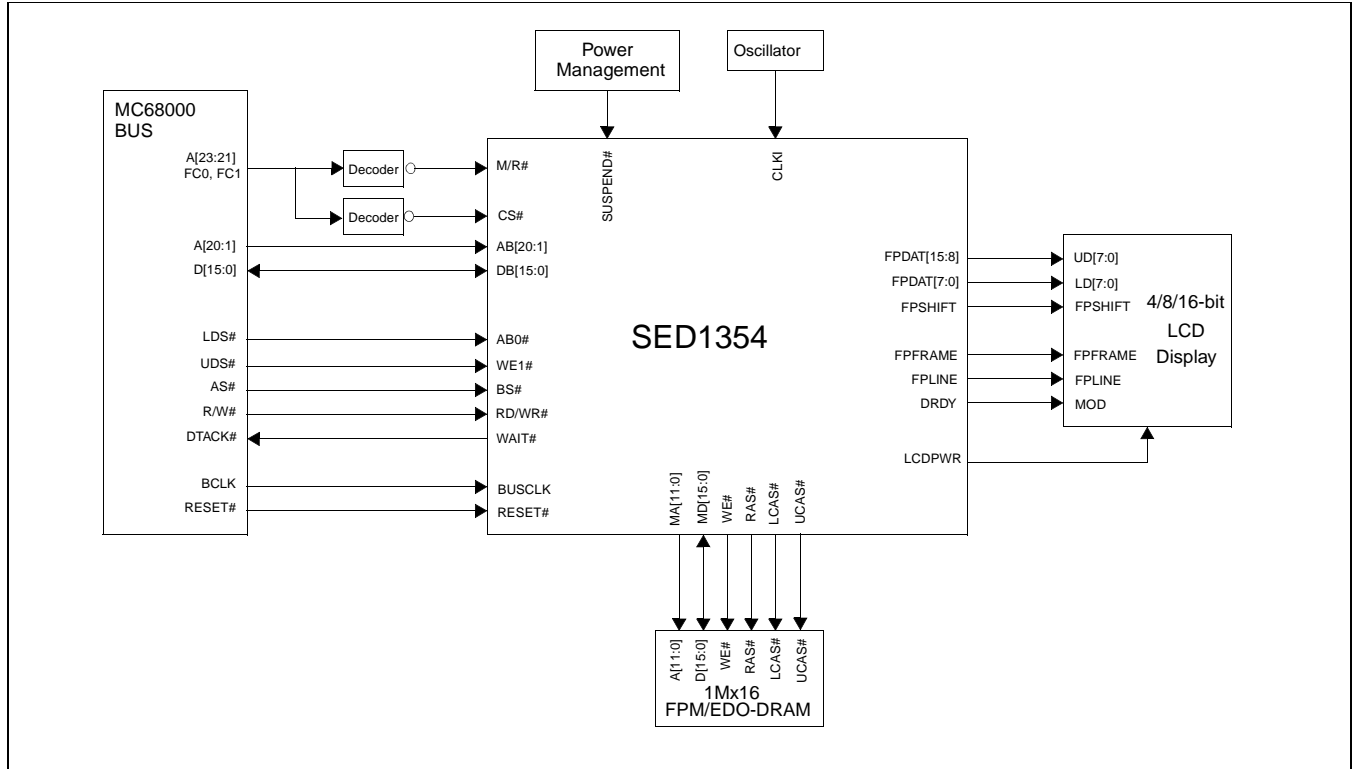 Power
Management
Oscillator
MC68000
BUS
A[23:21]
FC0, FC1
Decoder
M/R#
SUSPEND#
CLKI
Decoder
CS#
A[20:1]
AB[20:1]
D[15:0]
DB[15:0]
LDS#
AB0#
UDS#
WE1#
AS#
BS#
R/W#
RD/WR#
DTACK#
WAIT#
BCLK
BUSCLK
RESET#
RESET#
SED1354
FPDAT[15:8]
UD[7:0]
FPDAT[7:0]
LD[7:0]
FPSHIFT
FPSHIFT
FPFRAME
FPFRAME
FPLINE
FPLINE
DRDY
MOD
LCDPWR
4/8/16-bit
LCD
Display
MA[11:0]
MD[15:0]
WE#
RAS#
LCAS#
UCAS#
A[11:0]
D[15:0]
WE#
RAS#
LCAS#
UCAS#
1Mx16
FPM/EDO-DRAM